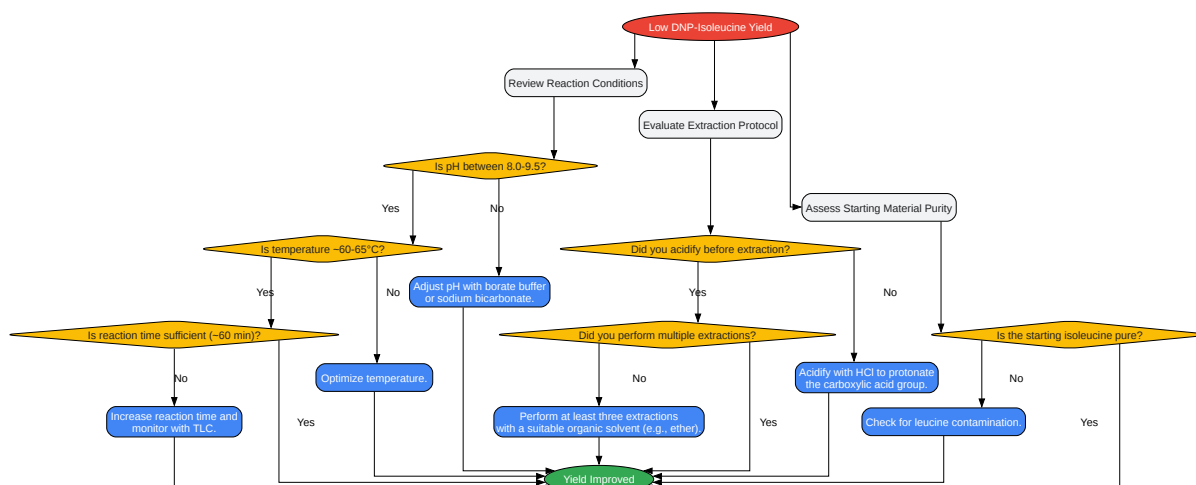 Low DNP-Isoleucine Yield
Review Reaction Conditions
Evaluate Extraction Protocol
Is pH between 8.0-9.5?
Yes
No
Assess Starting Material Purity
Is temperature ~60-65°C?
Did you acidify before extraction?
Adjust pH with borate buffer
or sodium bicarbonate.
Yes
No
Yes
No
Is reaction time sufficient (~60 min)?
Did you perform multiple extractions?
Is the starting isoleucine pure?
No
Optimize temperature.
No
Acidify with HCl to protonate
the carboxylic acid group.
No
Increase reaction time and
monitor with TLC.
Yes
Perform at least three extractions
with a suitable organic solvent (e.g., ether).
Yes
Check for leucine contamination.
Yes
Yield Improved